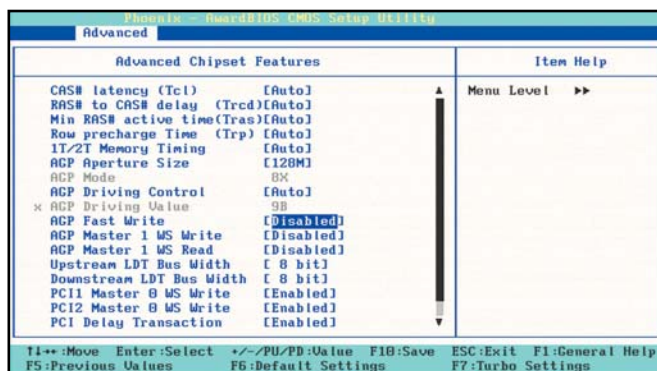 Phoenix - AwardBIOS CMOS Setup Utility
Advanced
Advanced Chipset Features
Item Help
CAS# latency (Tcl) [Auto]
RAS# to CAS# delay (Trcd)[Auto]
Min RAS# active time(Tras)[Auto]
Row precharge Time (Trp) [Auto]
1T/2T Memory Timing [Auto]
AGP Aperture Size [128M]
AGP Mode 8X
AGP Driving Control [Auto]
x AGP Driving Value 9B
AGP Fast Write [Disabled]
AGP Master 1 WS Write [Disabled]
AGP Master 1 WS Read [Disabled]
Upstream LDT Bus Width [ 8 bit]
Downstream LDT Bus Width [ 8 bit]
PCI1 Master 0 WS Write [Enabled]
PCI2 Master 0 WS Write [Enabled]
PCI Delay Transaction [Enabled]
Menu Level ▶▶
↑↓↔:Move Enter:Select +/-/PU/PD:Value F10:Save ESC:Exit F1:General Help
F5:Previous Values F6:Default Settings F7:Turbo Settings